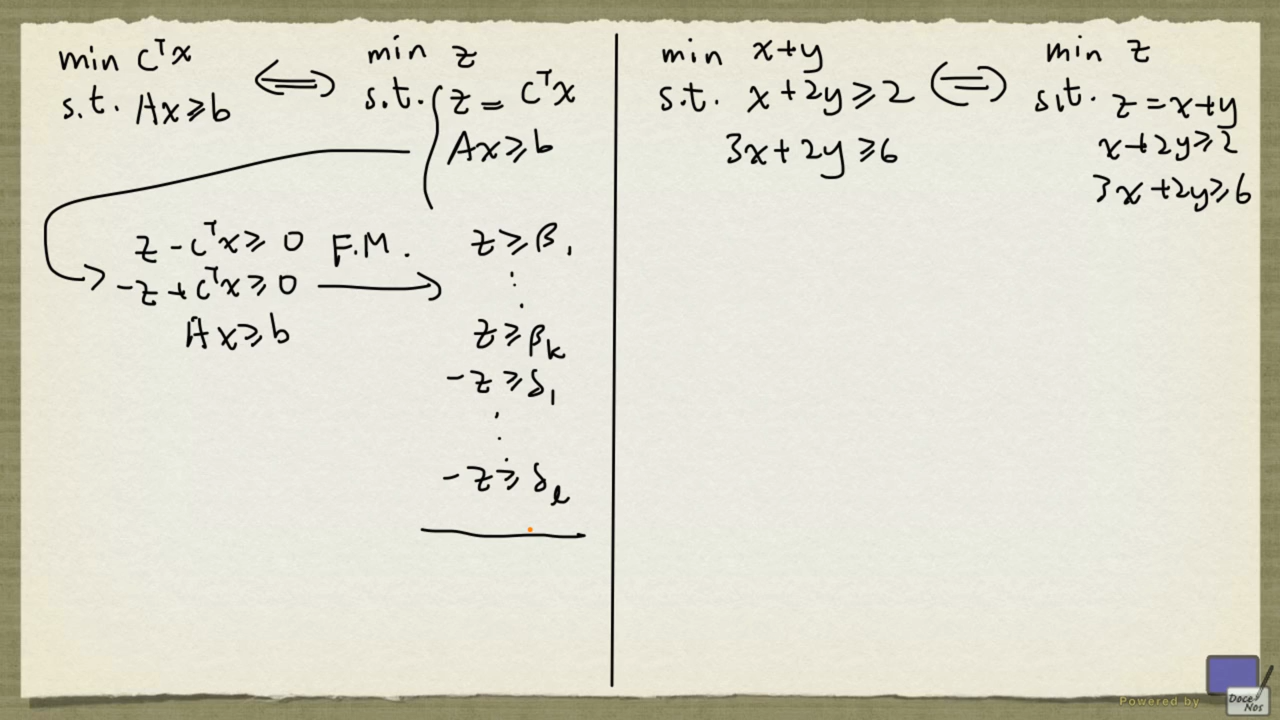 min cᵀx ⟺ min z
s.t. Ax ≥ b s.t. z = cᵀx
Ax ≥ b
z - cᵀx ≥ 0 F.M. z ≥ β₁
-z + cᵀx ≥ 0 ⟶ ⋮
Ax ≥ b z ≥ βₖ
-z ≥ δ₁
⋮
-z ≥ δₗ
min x+y ⟺ min z
s.t. x + 2y ≥ 2 s.t. z = x+y
3x + 2y ≥ 6 x + 2y ≥ 2
3x + 2y ≥ 6
Powered by
Doceo Nos